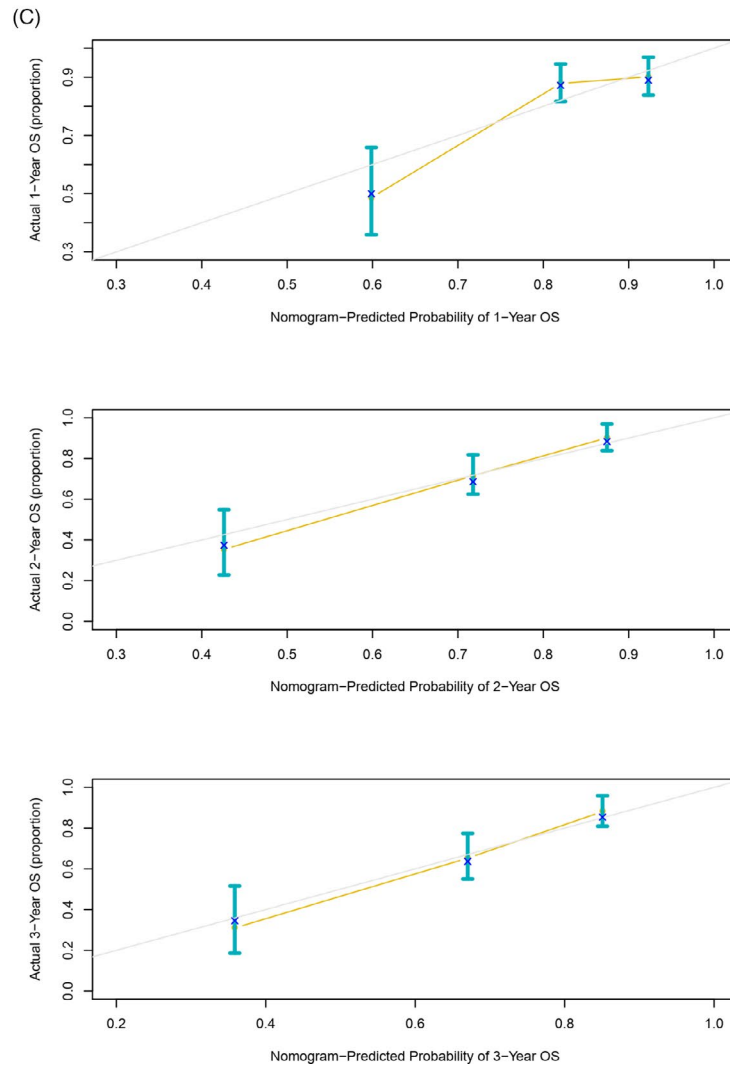 (C)
Actual 1−Year OS (proportion)
0.9
0.7
0.5
0.3
0.3 0.4 0.5 0.6 0.7 0.8 0.9 1.0
Nomogram−Predicted Probability of 1−Year OS
Actual 2−Year OS (proportion)
1.0
0.8
0.6
0.4
0.2
0.0
0.3 0.4 0.5 0.6 0.7 0.8 0.9 1.0
Nomogram−Predicted Probability of 2−Year OS
Actual 3−Year OS (proportion)
1.0
0.8
0.6
0.4
0.2
0.0
0.2 0.4 0.6 0.8 1.0
Nomogram−Predicted Probability of 3−Year OS